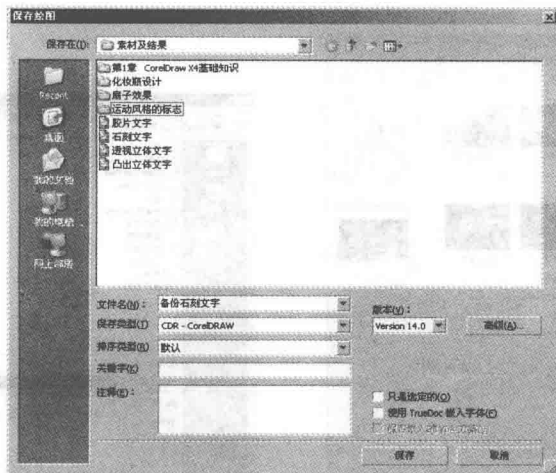 保存绘图
保存在(I): 素材及结果
Recent
桌面
我的文档
我的电脑
网上邻居
第1章 CorelDraw X4基础知识
化妆瓶设计
扇子效果
运动风格的标志
胶片文字
石刻文字
透视立体文字
凸出立体文字
文件名(N): 备份石刻文字
保存类型(T) CDR - CorelDRAW
排序类型(R) 默认
关键字(K)
注释(E):
版本(V):
Version 14.0
高级(A)...
只是选定的(O)
使用 TrueDoc 嵌入字体(F)
保存 取消